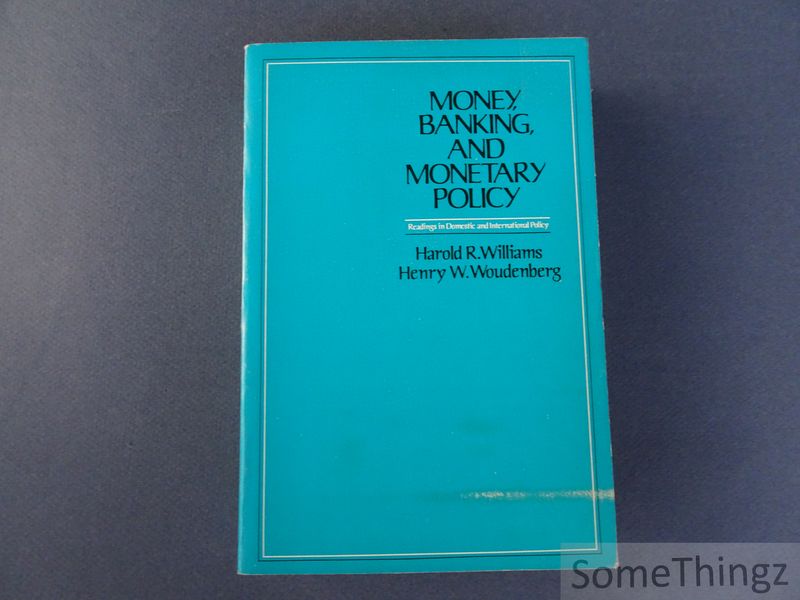 MONEY,
BANKING,
AND
MONETARY
POLICY
Readings in Domestic and International Policy
Harold R. Williams
Henry W. Woudenberg
SomeThingz